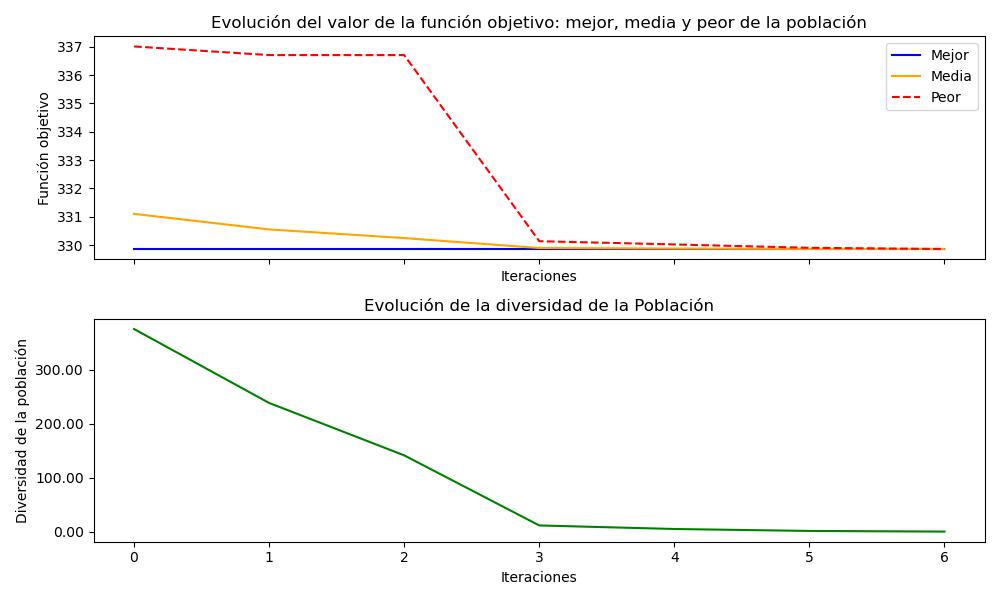 Evolución del valor de la función objetivo: mejor, media y peor de la población
337
336
335
334
333
332
331
330
Función objetivo
Mejor
Media
Peor
Iteraciones
Evolución de la diversidad de la Población
300.00
200.00
100.00
0.00
Diversidad de la población
0 1 2 3 4 5 6
Iteraciones